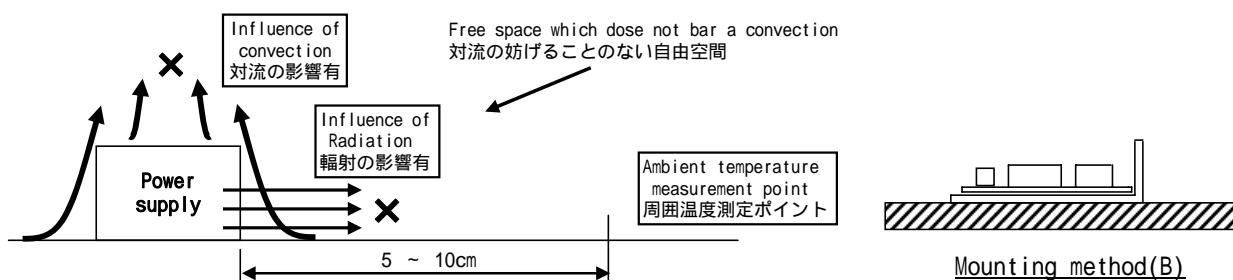 Influence of
convection
対流の影響有
Free space which dose not bar a convection
対流の妨げることのない自由空間
Influence of
Radiation
輻射の影響有
Power
supply
Ambient temperature
measurement point
周囲温度測定ポイント
5 ~ 10cm
Mounting method(B)